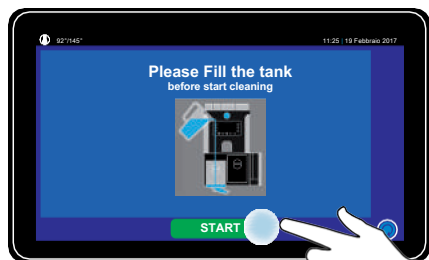 92°/145°
11:25 | 19 Febbraio 2017
Please Fill the tank
before start cleaning
START